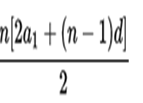 n[2a₁ + (n − 1)d]
2